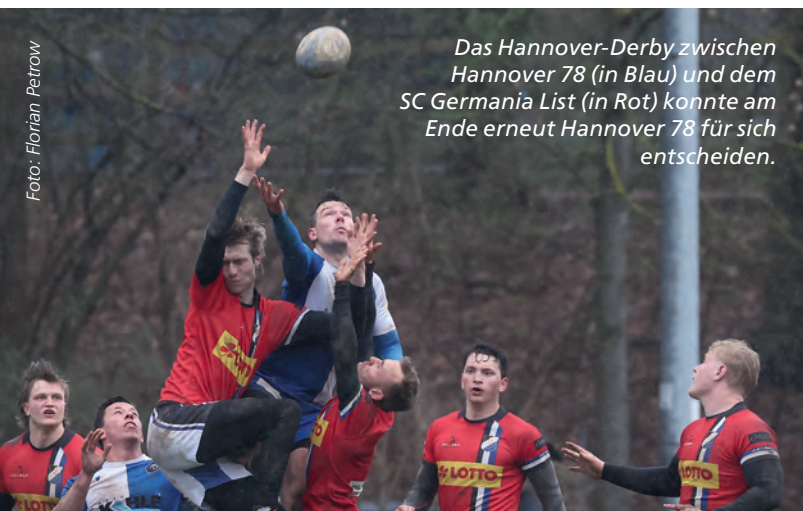 Foto: Florian Petrow
Das Hannover-Derby zwischen
Hannover 78 (in Blau) und dem
SC Germania List (in Rot) konnte am
Ende erneut Hannover 78 für sich
entscheiden.
LOTTO
LOTTO
LOTTO